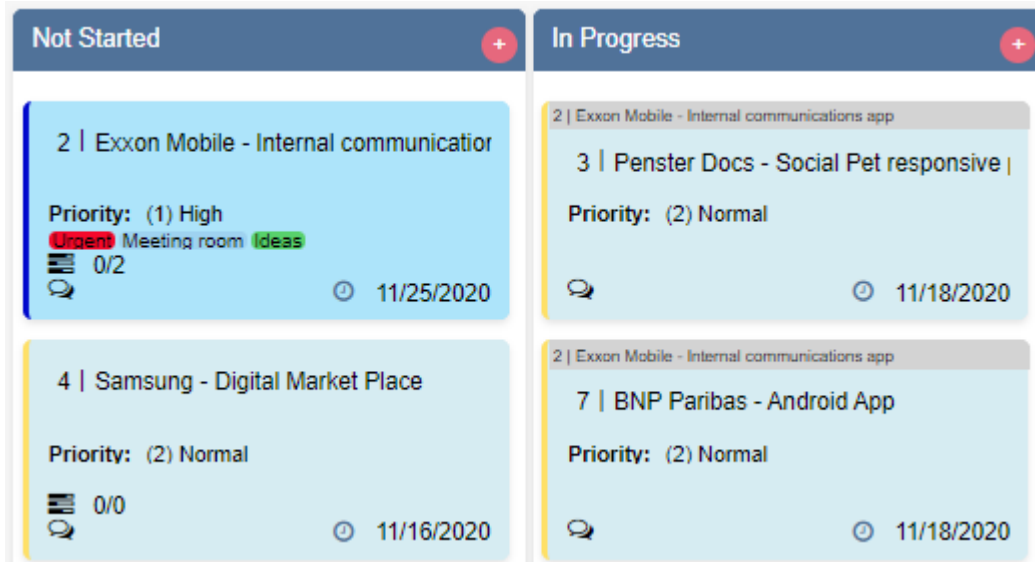 Not Started
+
2 | Exxon Mobile - Internal communication
Priority: (1) High
Urgent Meeting room Ideas
0/2
11/25/2020
4 | Samsung - Digital Market Place
Priority: (2) Normal
0/0
11/16/2020
In Progress
+
2 | Exxon Mobile - Internal communications app
3 | Penster Docs - Social Pet responsive
Priority: (2) Normal
11/18/2020
2 | Exxon Mobile - Internal communications app
7 | BNP Paribas - Android App
Priority: (2) Normal
11/18/2020